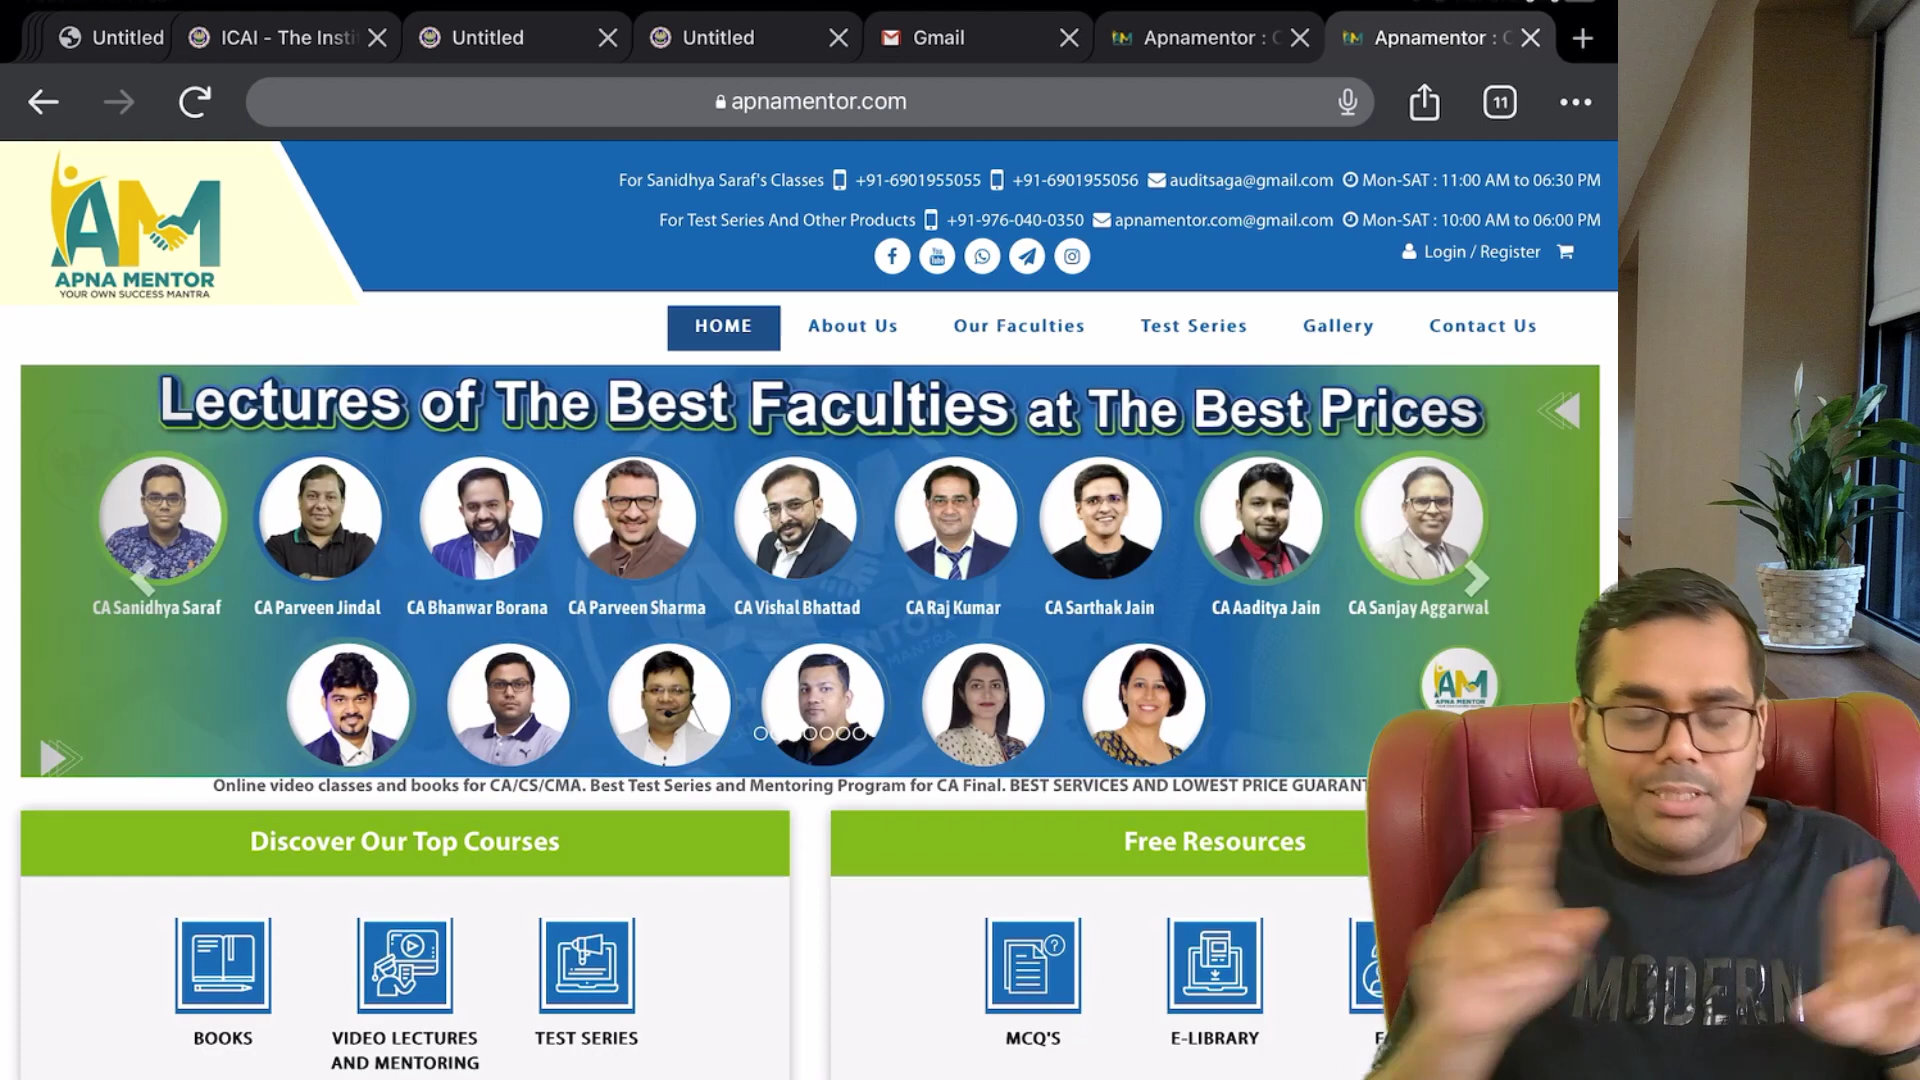 Untitled
ICAI - The Insti
Untitled
Untitled
Gmail
Apnamentor : C
Apnamentor : C
apnamentor.com
11
AM
APNA MENTOR
YOUR OWN SUCCESS MANTRA
For Sanidhya Saraf's Classes +91-6901955055 +91-6901955056 auditsaga@gmail.com Mon-SAT : 11:00 AM to 06:30 PM
For Test Series And Other Products +91-976-040-0350 apnamentor.com@gmail.com Mon-SAT : 10:00 AM to 06:00 PM
You Tube
Login / Register
HOME
About Us
Our Faculties
Test Series
Gallery
Contact Us
Lectures of The Best Faculties at The Best Prices
CA Sanidhya Saraf
CA Parveen Jindal
CA Bhanwar Borana
CA Parveen Sharma
CA Vishal Bhattad
CA Raj Kumar
CA Sarthak Jain
CA Aaditya Jain
CA Sanjay Aggarwal
AM
APNA MENTOR
Online video classes and books for CA/CS/CMA. Best Test Series and Mentoring Program for CA Final. BEST SERVICES AND LOWEST PRICE GUARANT
Discover Our Top Courses
Free Resources
BOOKS
VIDEO LECTURES
AND MENTORING
TEST SERIES
MCQ'S
E-LIBRARY
MODERN